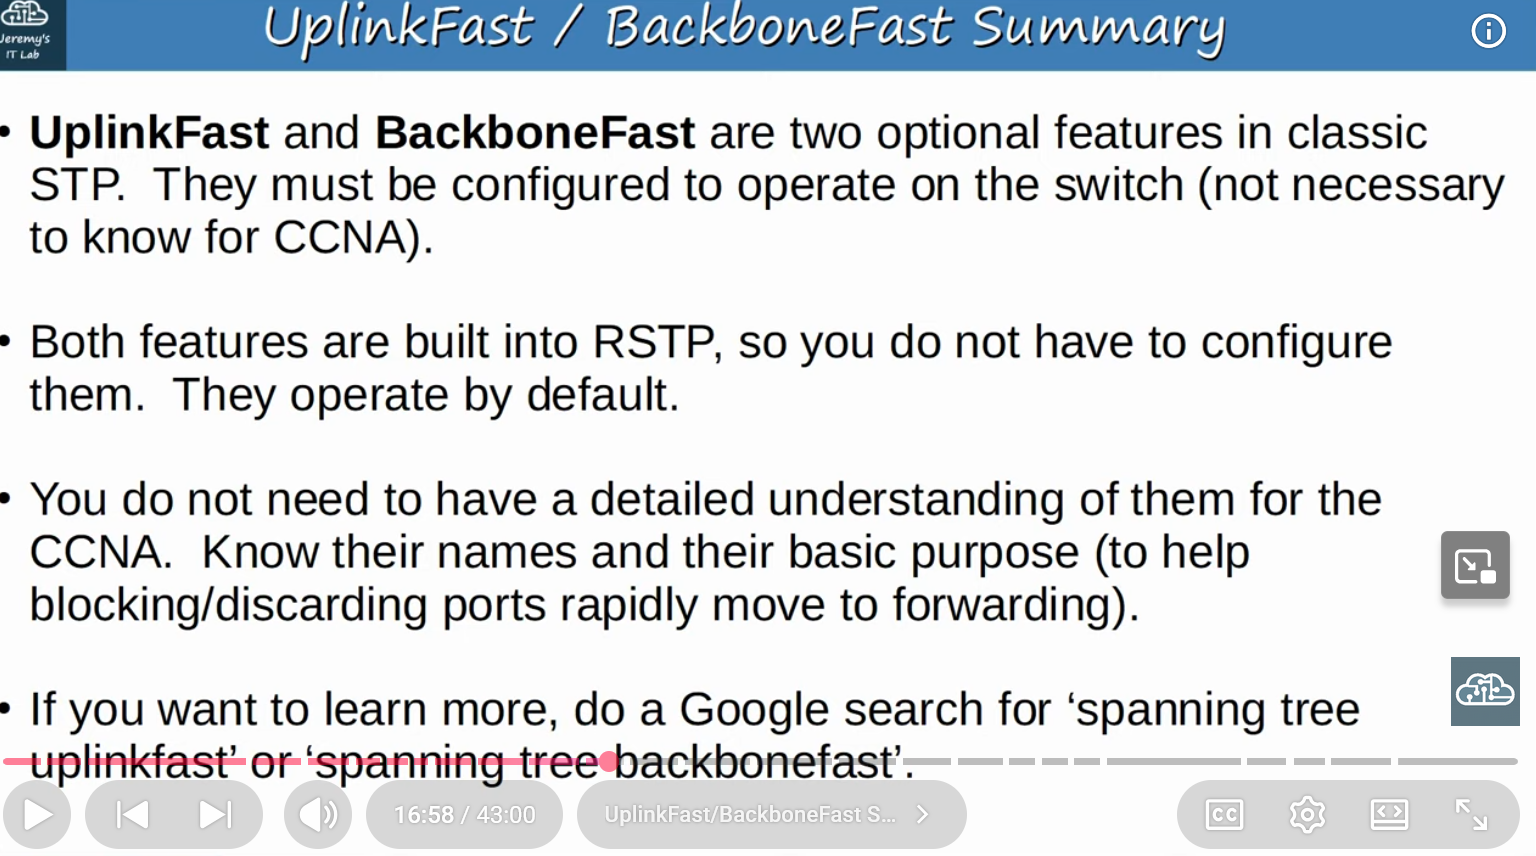 Jeremy's
IT Lab
UplinkFast / BackboneFast Summary
• UplinkFast and BackboneFast are two optional features in classic
STP. They must be configured to operate on the switch (not necessary
to know for CCNA).
• Both features are built into RSTP, so you do not have to configure
them. They operate by default.
• You do not need to have a detailed understanding of them for the
CCNA. Know their names and their basic purpose (to help
blocking/discarding ports rapidly move to forwarding).
• If you want to learn more, do a Google search for ‘spanning tree
uplinkfast’ or ‘spanning tree backbonefast’.
16:58 / 43:00
UplinkFast/BackboneFast S...
CC